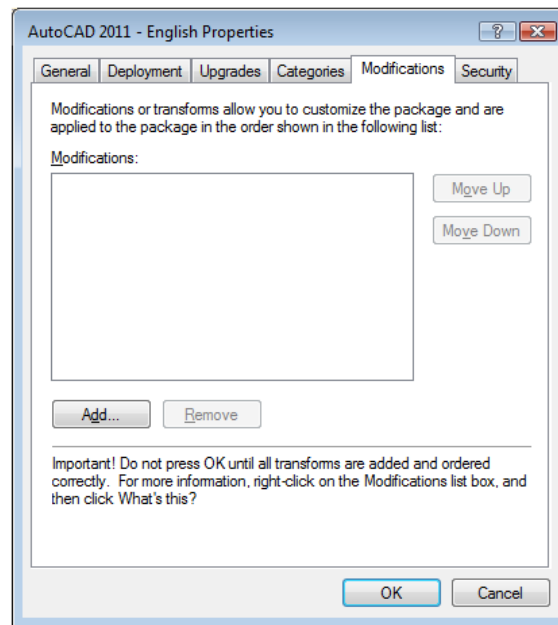 AutoCAD 2011 - English Properties
General Deployment Upgrades Categories Modifications Security
Modifications or transforms allow you to customize the package and are
applied to the package in the order shown in the following list:
Modifications:
Move Up
Move Down
Add... Remove
Important! Do not press OK until all transforms are added and ordered
correctly. For more information, right-click on the Modifications list box, and
then click What's this?
OK Cancel